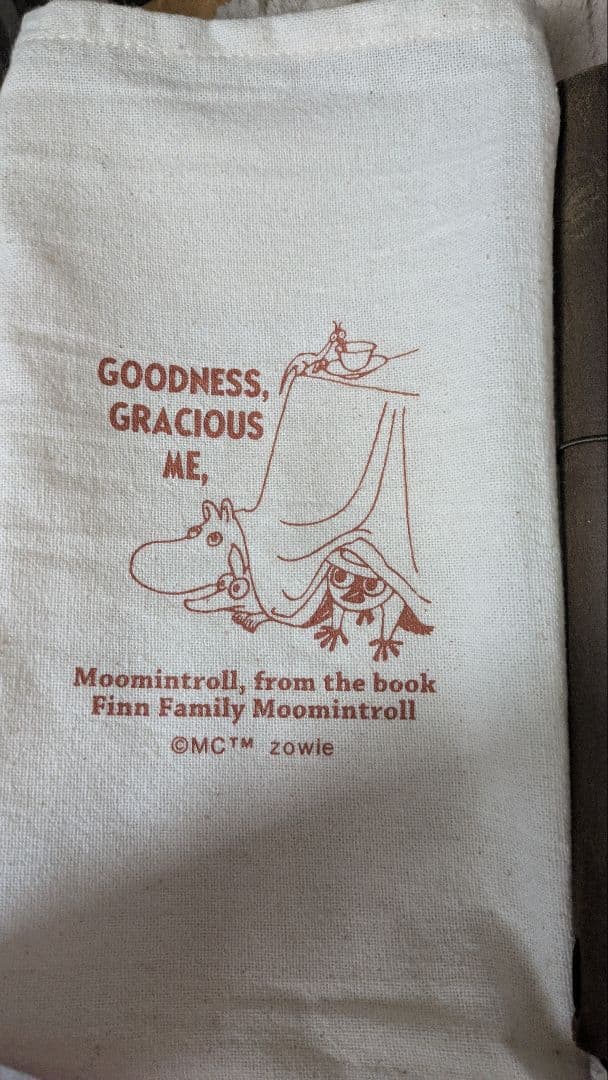 GOODNESS,
GRACIOUS
ME,
Moomintroll, from the book
Finn Family Moomintroll
©MC™ zowie